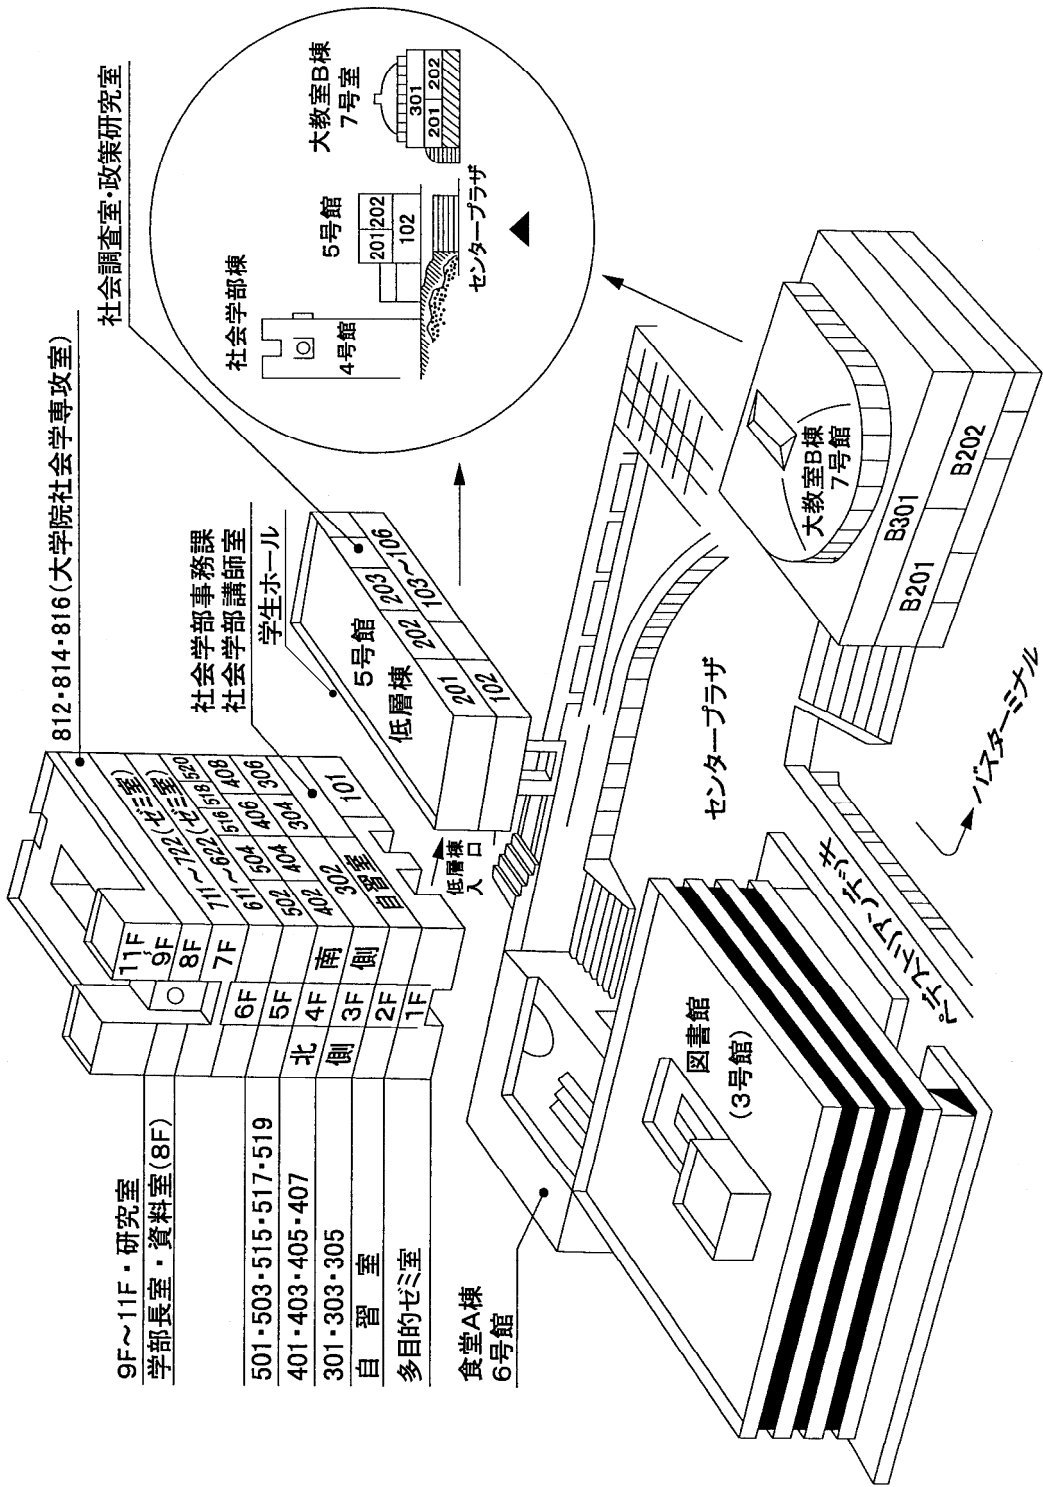 812・814・816(大学院社会学専攻室)
社会調査室・政策研究室
社会学部事務課
社会学部講師室
学生ホール
9F～11F・研究室
学部長室・資料室(8F)
501・503・515・517・519
401・403・405・407
301・303・305
自習室
多目的ゼミ室
11F
〜
9F
8F
7F
6F
5F
4F
3F
2F
1F
北側
南側
711～722(ゼミ室)
611～622(ゼミ室)
502
504
516
518
520
402
404
406
408
302
304
306
自習室
101
低層棟
入口
5号館
低層棟
201
202
203
102
103～106
社会学部棟
4号館
5号館
201
202
102
センタープラザ
大教室B棟
7号室
301
201
202
食堂A棟
6号館
図書館
(3号館)
センタープラザ
大教室B棟
7号館
B301
B201
B202
ペデストリアンデッキ
バスターミナル